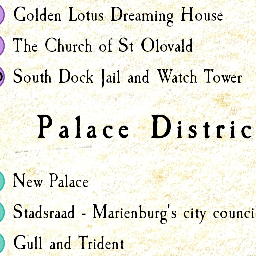 Golden Lotus Dreaming House
The Church of St Olovald
South Dock Jail and Watch Tower
Palace Distric
New Palace
Stadsraad - Marienburg's city counci
Gull and Trident